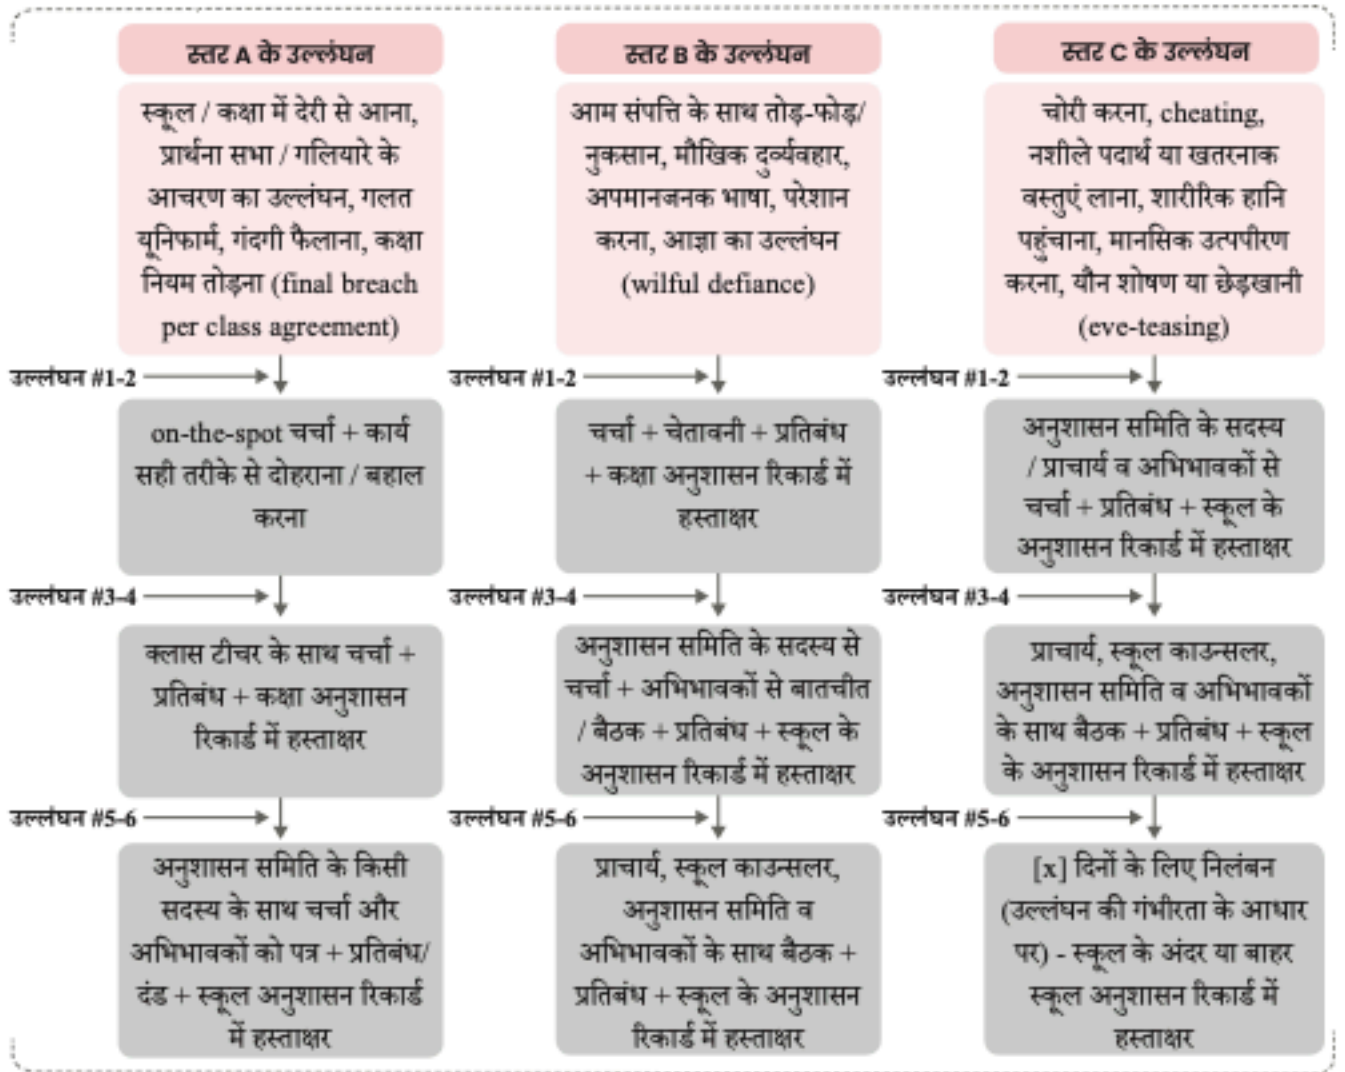 स्तर A के उल्लंघन
स्कूल / कक्षा में देरी से आना,
प्रार्थना सभा / गलियारे के
आचरण का उल्लंघन, गलत
यूनिफार्म, गंदगी फैलाना, कक्षा
नियम तोड़ना (final breach
per class agreement)
उल्लंघन #1-2
on-the-spot चर्चा + कार्य
सही तरीके से दोहराना / बहाल
करना
उल्लंघन #3-4
क्लास टीचर के साथ चर्चा +
प्रतिबंध + कक्षा अनुशासन
रिकार्ड में हस्ताक्षर
उल्लंघन #5-6
अनुशासन समिति के किसी
सदस्य के साथ चर्चा और
अभिभावकों को पत्र + प्रतिबंध/
दंड + स्कूल अनुशासन रिकार्ड
में हस्ताक्षर
स्तर B के उल्लंघन
आम संपत्ति के साथ तोड़-फोड़/
नुकसान, मौखिक दुर्व्यवहार,
अपमानजनक भाषा, परेशान
करना, आज्ञा का उल्लंघन
(wilful defiance)
उल्लंघन #1-2
चर्चा + चेतावनी + प्रतिबंध
+ कक्षा अनुशासन रिकार्ड में
हस्ताक्षर
उल्लंघन #3-4
अनुशासन समिति के सदस्य से
चर्चा + अभिभावकों से बातचीत
/ बैठक + प्रतिबंध + स्कूल के
अनुशासन रिकार्ड में हस्ताक्षर
उल्लंघन #5-6
प्राचार्य, स्कूल काउन्सलर,
अनुशासन समिति व
अभिभावकों के साथ बैठक +
प्रतिबंध + स्कूल के अनुशासन
रिकार्ड में हस्ताक्षर
स्तर C के उल्लंघन
चोरी करना, cheating,
नशीले पदार्थ या खतरनाक
वस्तुएं लाना, शारीरिक हानि
पहुंचाना, मानसिक उत्पपीरण
करना, यौन शोषण या छेड़खानी
(eve-teasing)
उल्लंघन #1-2
अनुशासन समिति के सदस्य
/ प्राचार्य व अभिभावकों से
चर्चा + प्रतिबंध + स्कूल के
अनुशासन रिकार्ड में हस्ताक्षर
उल्लंघन #3-4
प्राचार्य, स्कूल काउन्सलर,
अनुशासन समिति व अभिभावकों
के साथ बैठक + प्रतिबंध + स्कूल
के अनुशासन रिकार्ड में हस्ताक्षर
उल्लंघन #5-6
[x] दिनों के लिए निलंबन
(उल्लंघन की गंभीरता के आधार
पर) - स्कूल के अंदर या बाहर
स्कूल अनुशासन रिकार्ड में
हस्ताक्षर